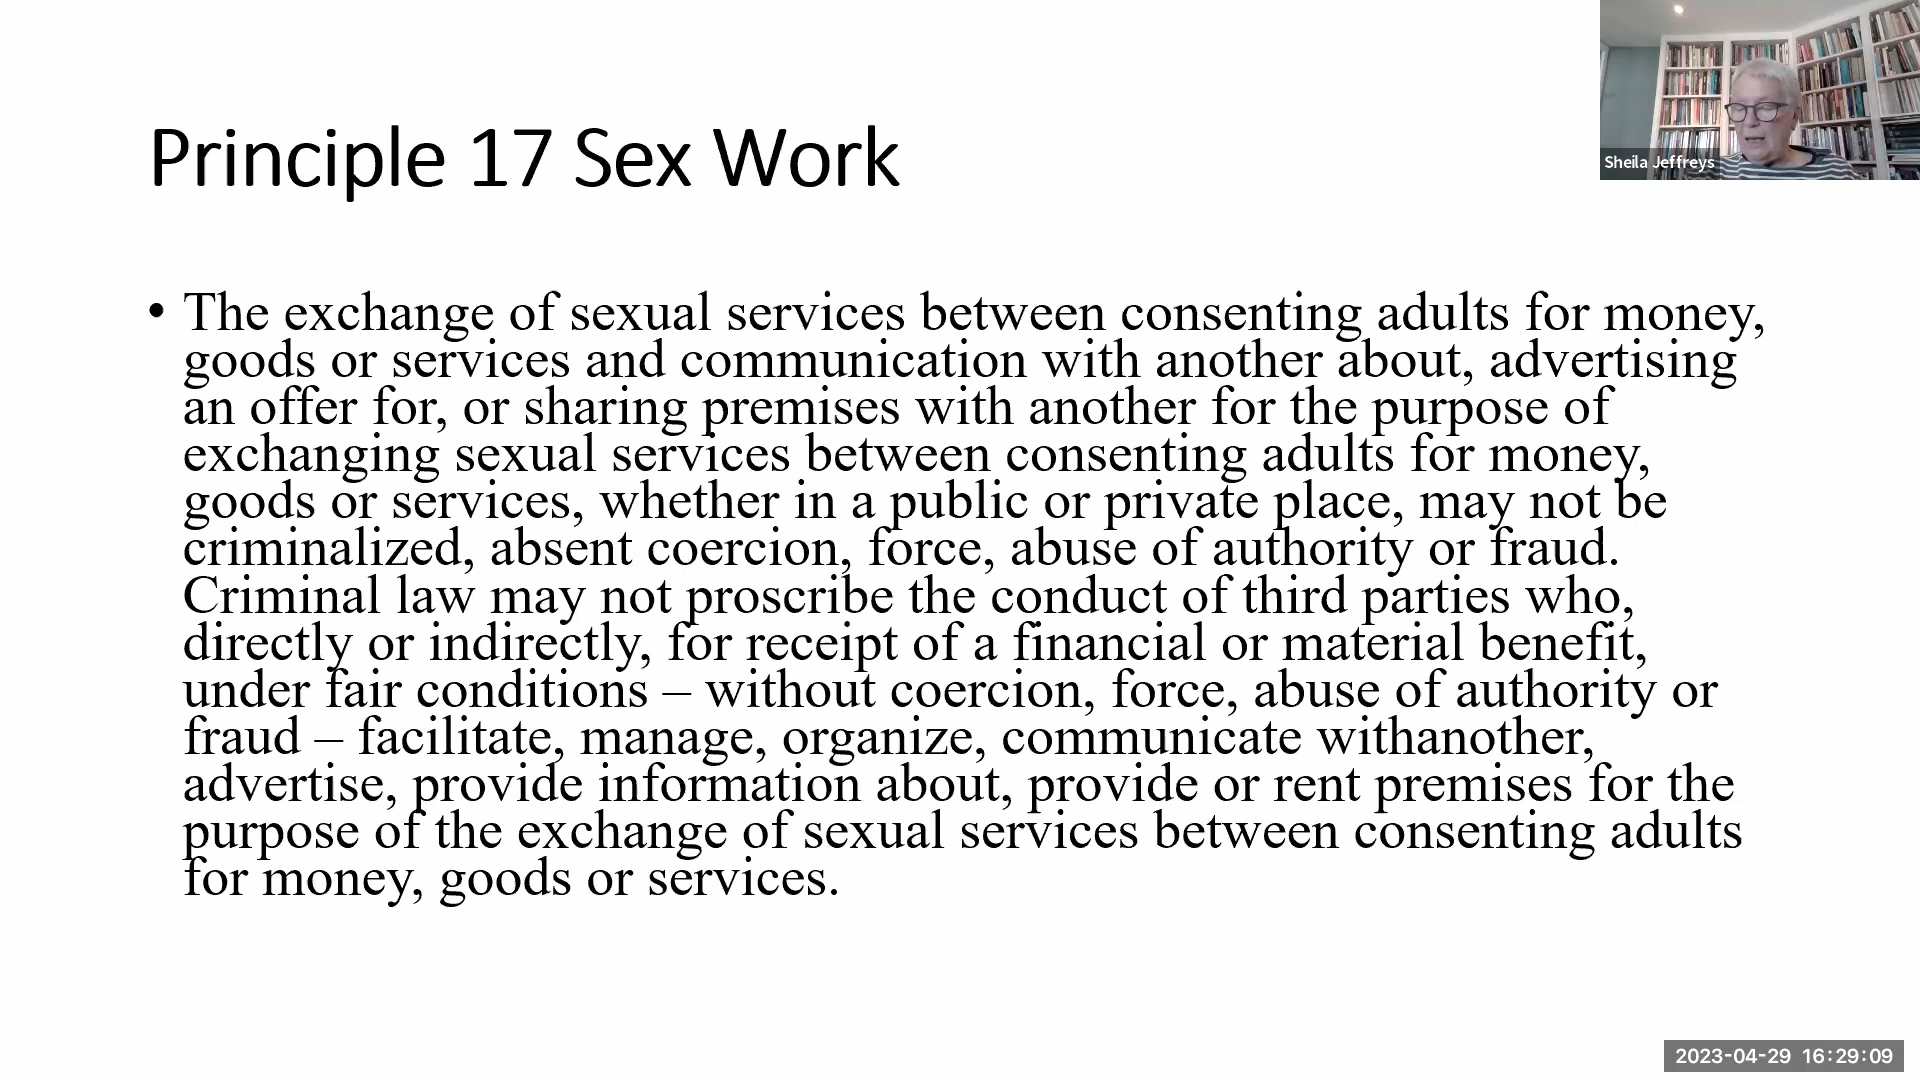 Principle 17 Sex Work
Sheila Jeffreys
• The exchange of sexual services between consenting adults for money,
goods or services and communication with another about, advertising
an offer for, or sharing premises with another for the purpose of
exchanging sexual services between consenting adults for money,
goods or services, whether in a public or private place, may not be
criminalized, absent coercion, force, abuse of authority or fraud.
Criminal law may not proscribe the conduct of third parties who,
directly or indirectly, for receipt of a financial or material benefit,
under fair conditions – without coercion, force, abuse of authority or
fraud – facilitate, manage, organize, communicate withanother,
advertise, provide information about, provide or rent premises for the
purpose of the exchange of sexual services between consenting adults
for money, goods or services.
2023-04-29 16:29:09